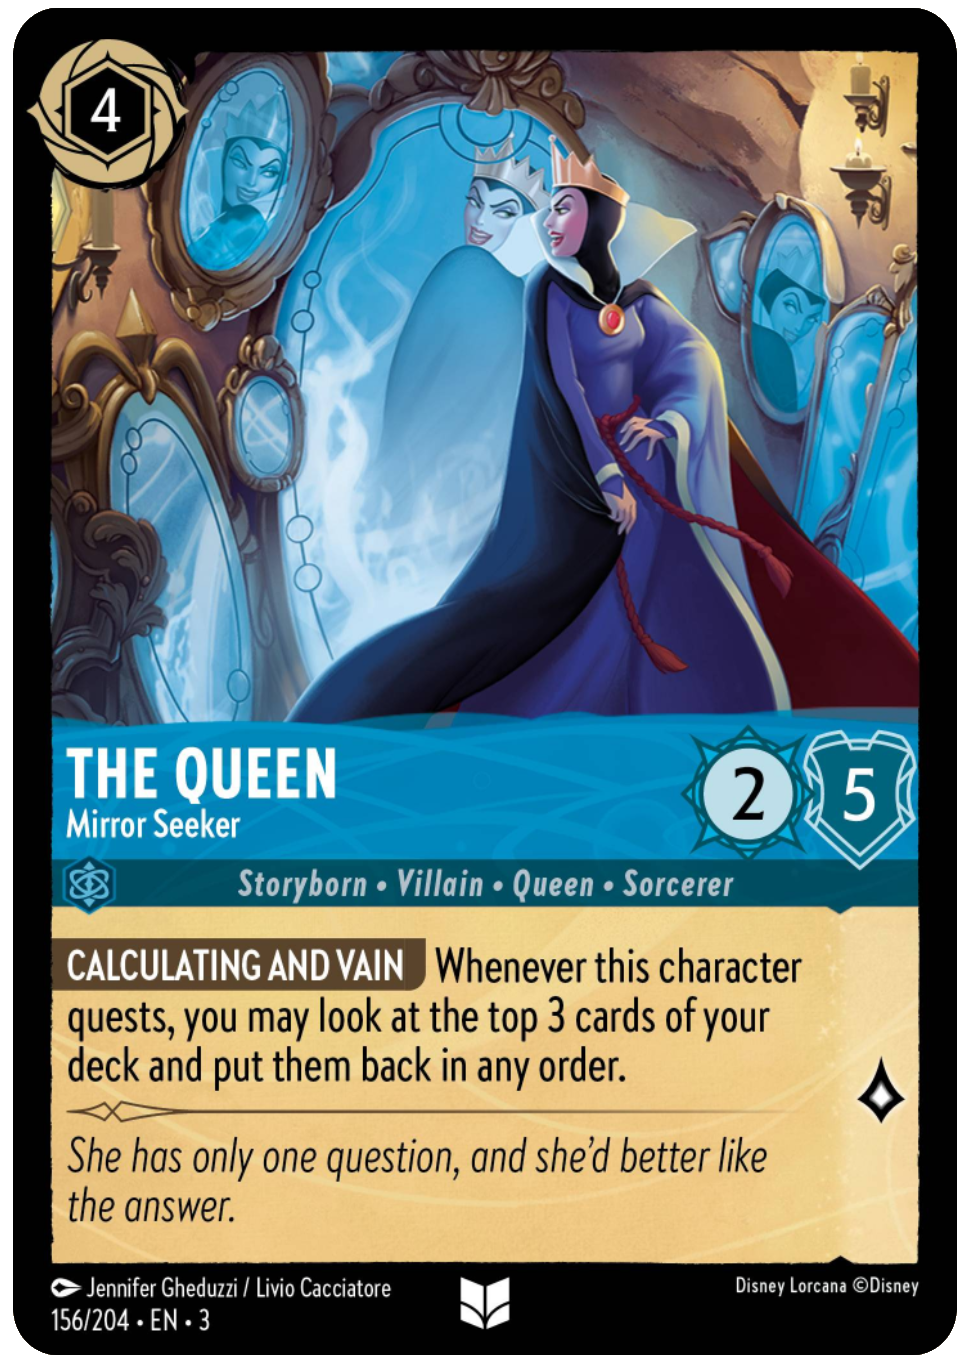 4
THE QUEEN
Mirror Seeker
2
5
Storyborn • Villain • Queen • Sorcerer
CALCULATING AND VAIN Whenever this character
quests, you may look at the top 3 cards of your
deck and put them back in any order.
She has only one question, and she'd better like
the answer.
Jennifer Gheduzzi / Livio Cacciatore
Disney Lorcana ©Disney
156/204 • EN • 3